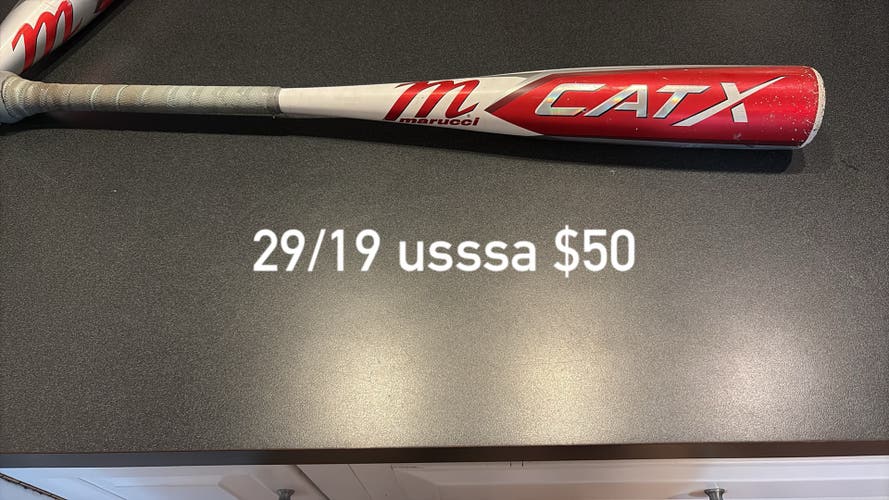 m
m
marucci
CATX
29/19 usssa $50